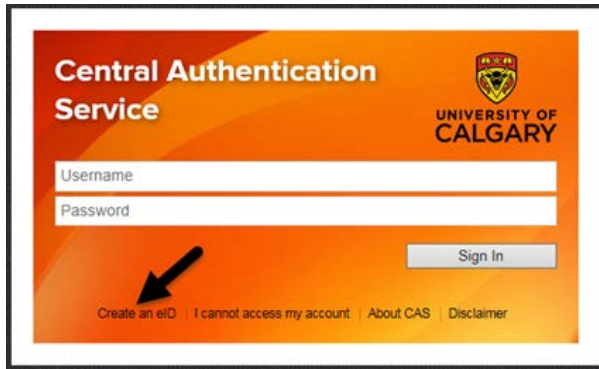 Central Authentication
Service
UNIVERSITY OF
CALGARY
Username
Password
Sign In
Create an eID | I cannot access my account | About CAS | Disclaimer